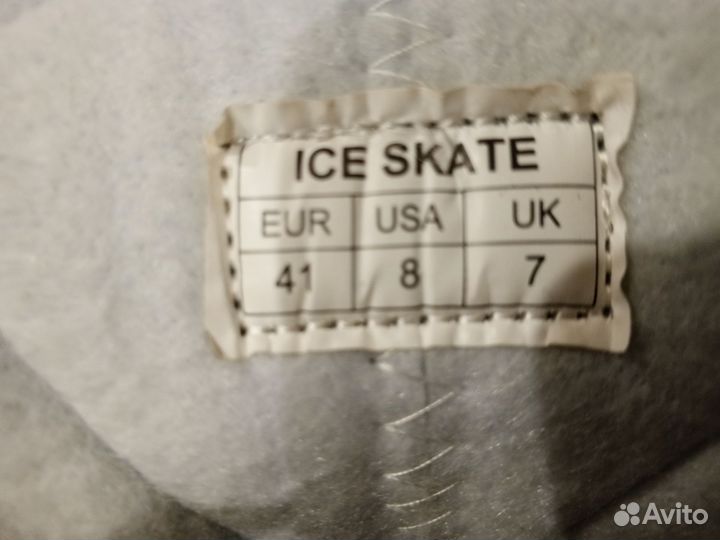 ICE SKATE
EUR USA UK
41 8 7
Avito